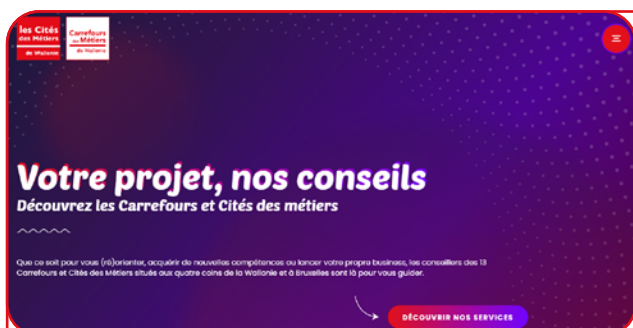 les Cités
des Métiers
de Wallonie
Carrefours
des Métiers
de Wallonie
Votre projet, nos conseils
Découvrez les Carrefours et Cités des métiers
Que ce soit pour vous (ré)orienter, acquérir de nouvelles compétences ou lancer votre propre business, les conseillers des 13
Carrefours et Cités des Métiers situés aux quatre coins de la Wallonie et à Bruxelles sont là pour vous guider.
DÉCOUVRIR NOS SERVICES